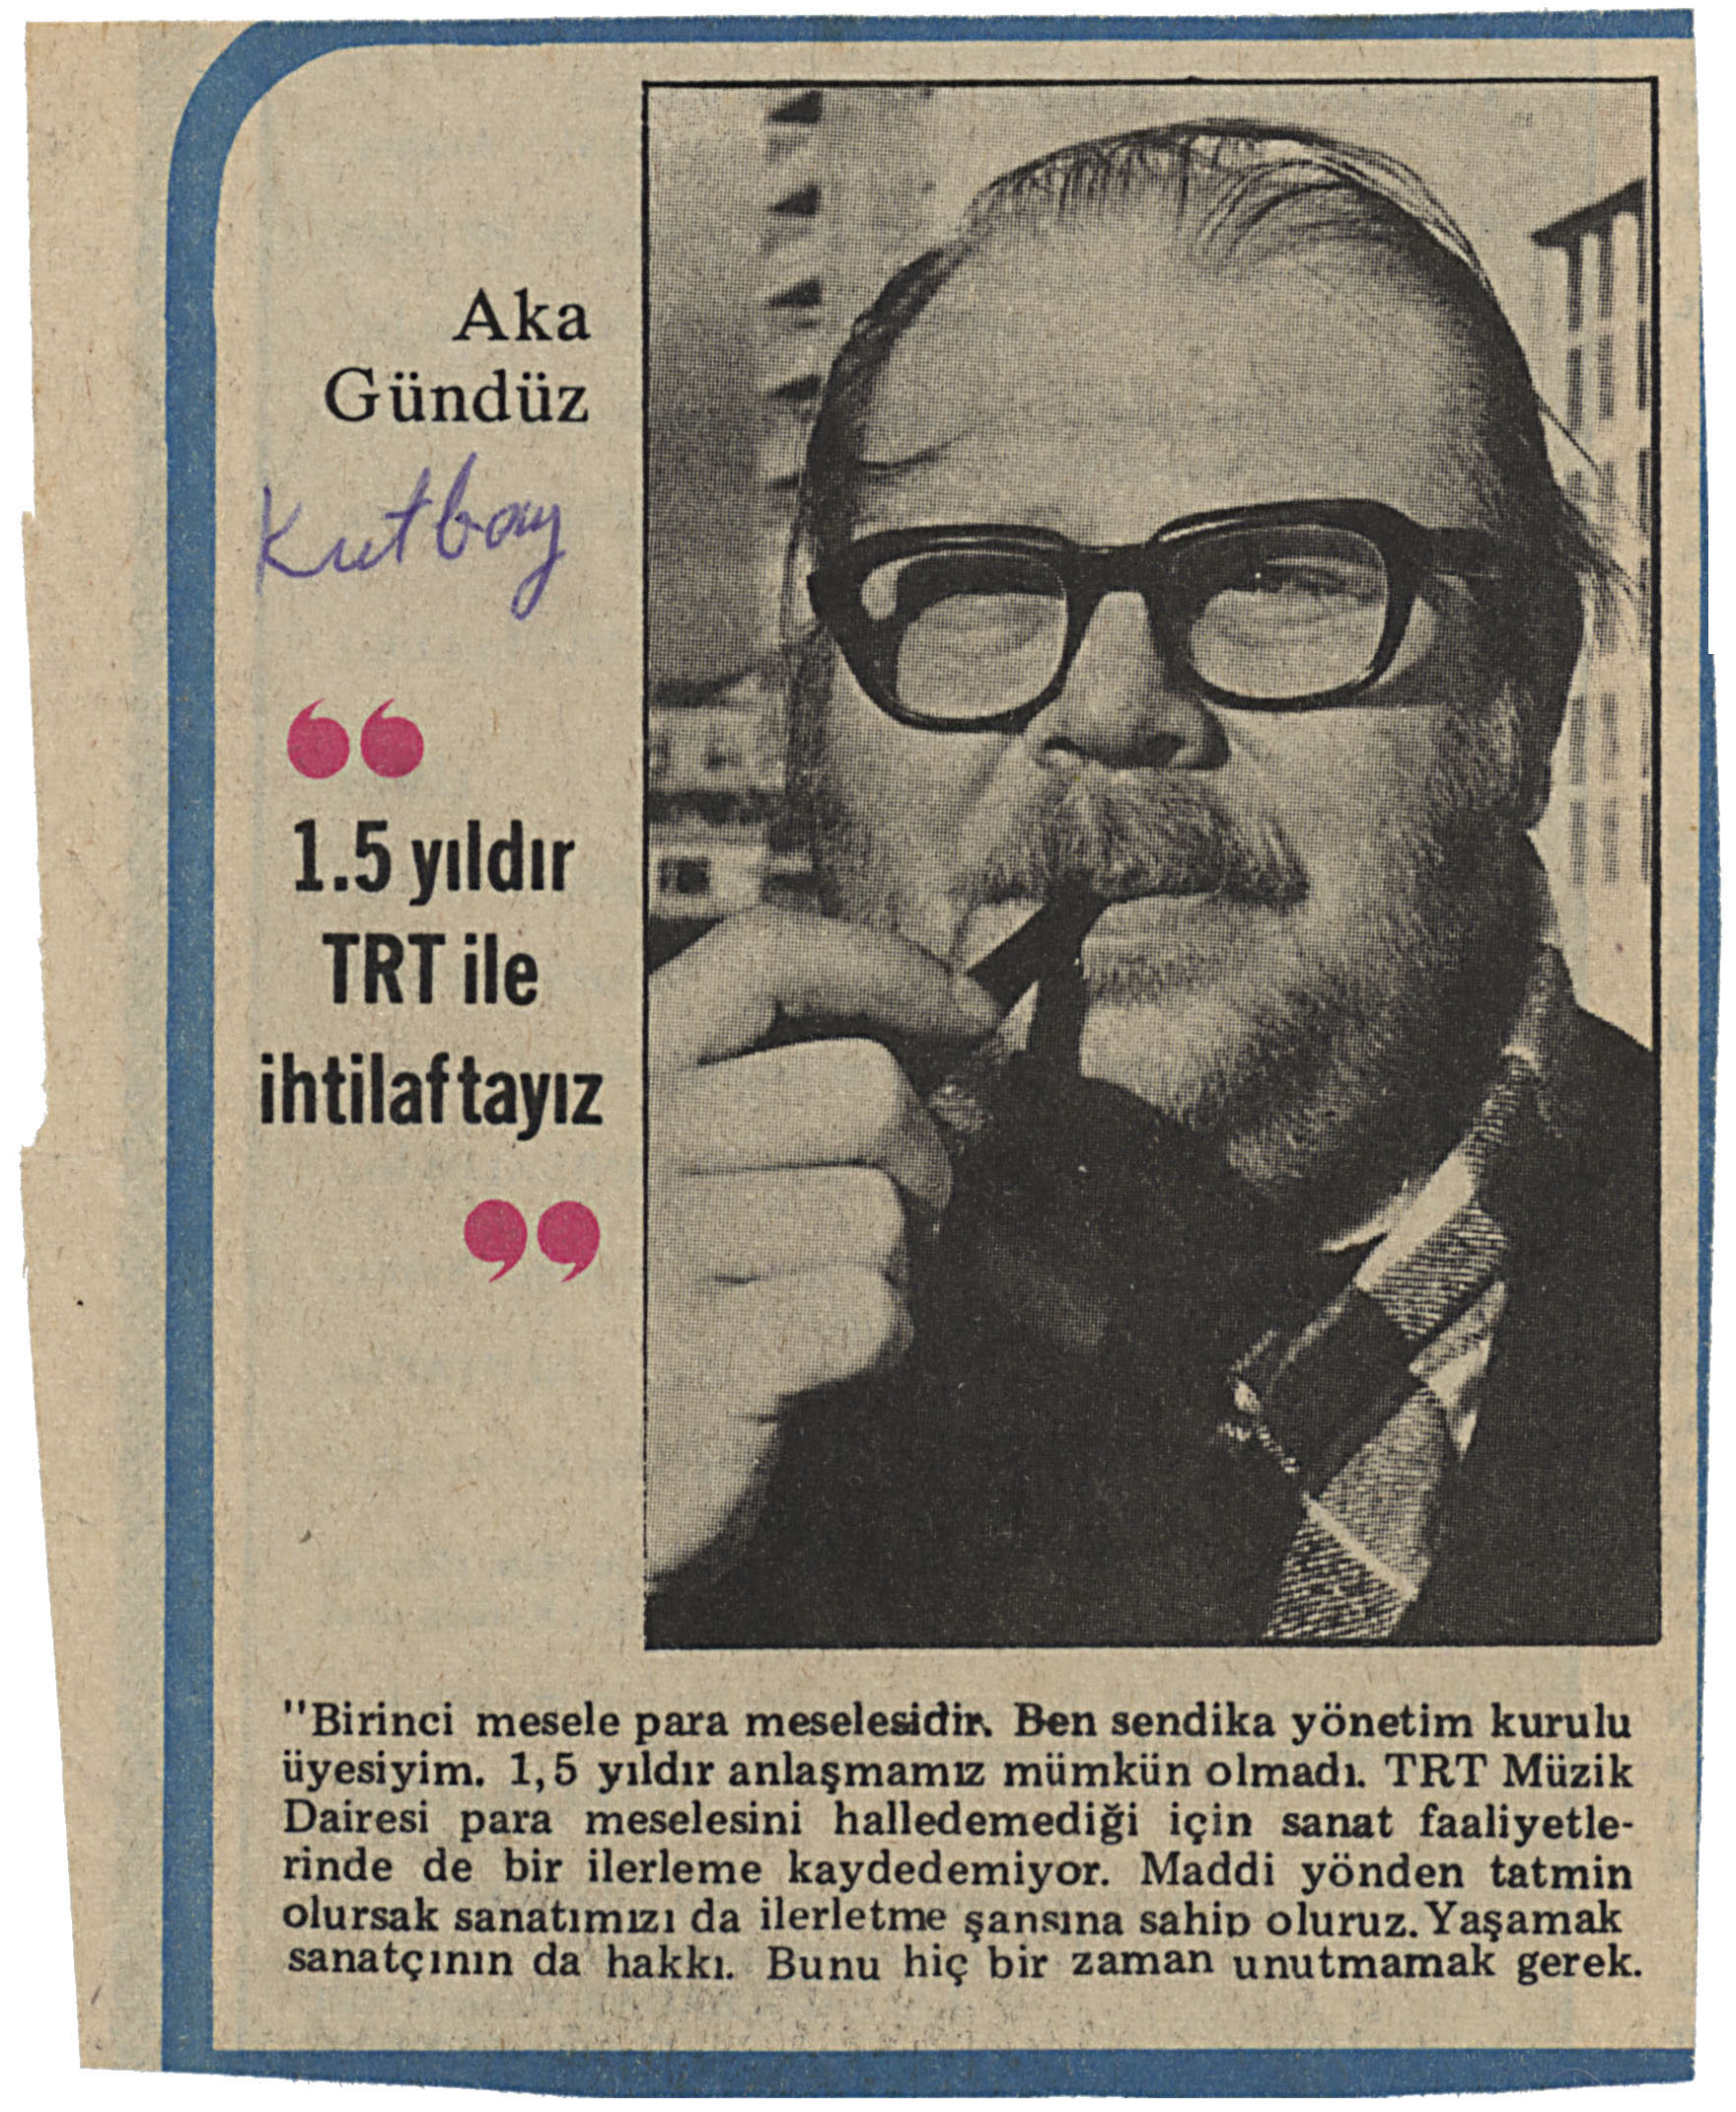 Aka
Gündüz
Kutbay
“
1.5 yıldır
TRT ile
ihtilaftayız
”
"Birinci mesele para meselesidir. Ben sendika yönetim kurulu
üyesiyim. 1,5 yıldır anlaşmamız mümkün olmadı. TRT Müzik
Dairesi para meselesini halledemediği için sanat faaliyetle-
rinde de bir ilerleme kaydedemiyor. Maddi yönden tatmin
olursak sanatımızı da ilerletme şansına sahip oluruz. Yaşamak
sanatçının da hakkı. Bunu hiç bir zaman unutmamak gerek.